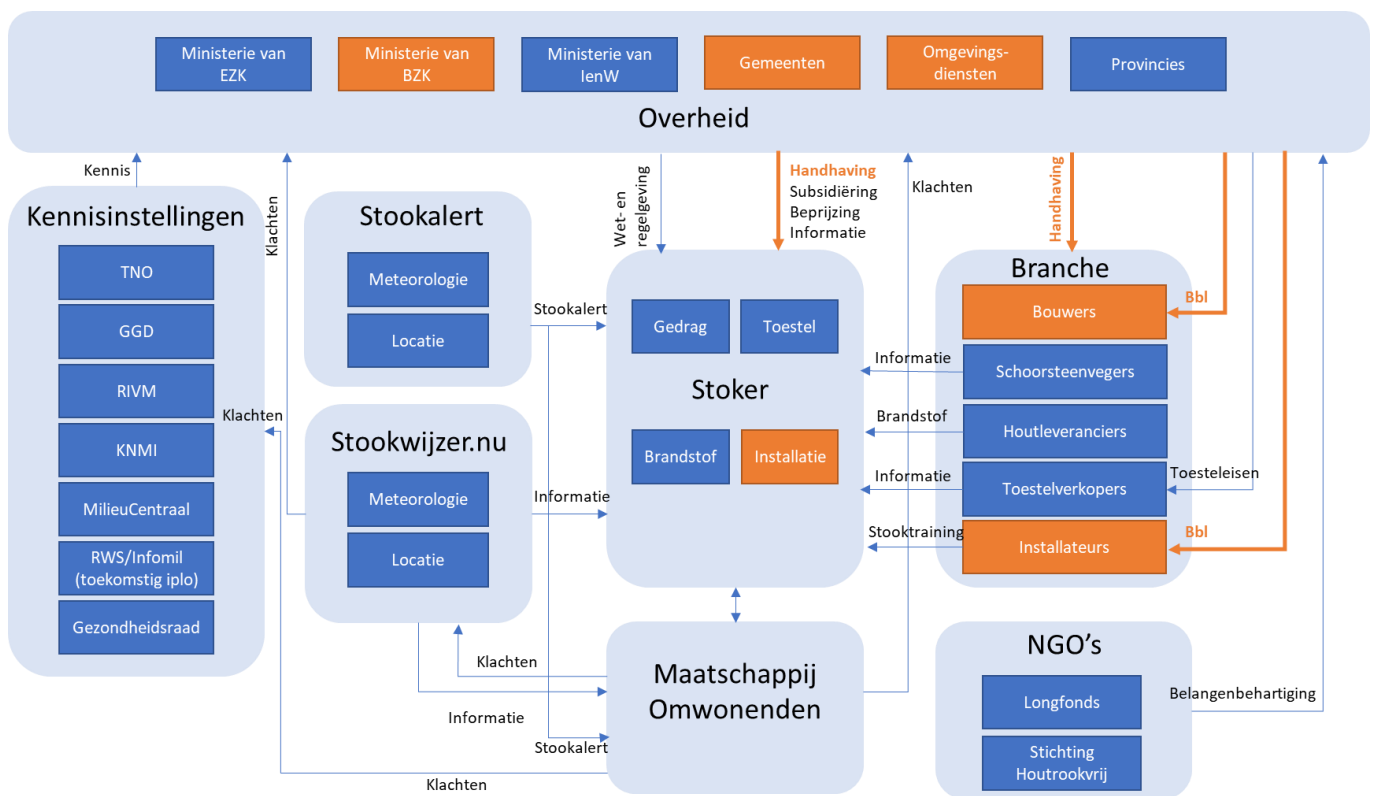 Ministerie van
EZK
Ministerie van
BZK
Ministerie van
IenW
Gemeenten
Omgevings-
diensten
Provincies
Overheid
Kennis
Klachten
Wet- en
regelgeving
Handhaving
Subsidiëring
Beprijzing
Informatie
Klachten
Handhaving
Kennisinstellingen
TNO
GGD
RIVM
KNMI
MilieuCentraal
RWS/Infomil
(toekomstig iplo)
Gezondheidsraad
Stookalert
Meteorologie
Locatie
Stookalert
Klachten
Stookwijzer.nu
Meteorologie
Locatie
Informatie
Gedrag
Toestel
Stoker
Brandstof
Installatie
Informatie
Brandstof
Informatie
Stooktraining
Branche
Bouwers
Schoorsteenvegers
Houtleveranciers
Toestelverkopers
Installateurs
Bbl
Toesteleisen
Bbl
Klachten
Informatie
Stookalert
Klachten
Maatschappij
Omwonenden
NGO’s
Longfonds
Stichting
Houtrookvrij
Belangenbehartiging